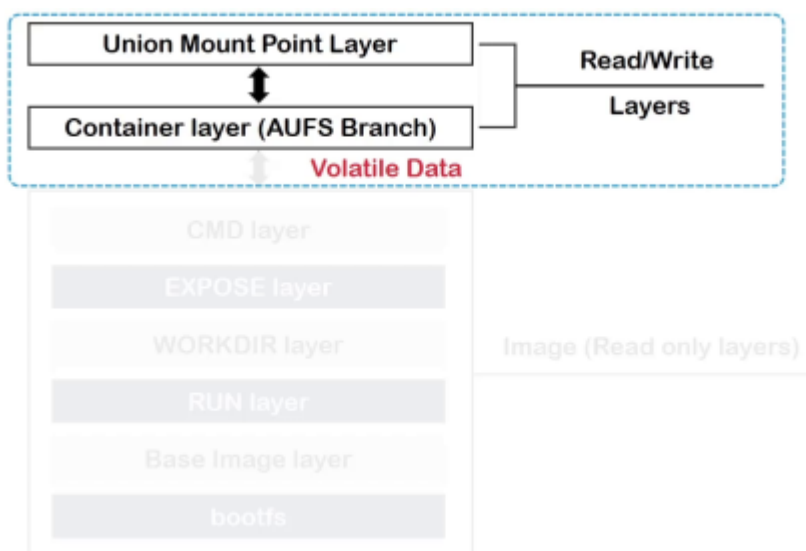 Union Mount Point Layer
Read/Write
Layers
Container layer (AUFS Branch)
Volatile Data
CMD layer
EXPOSE layer
WORKDIR layer
Image (Read only layers)
RUN layer
Base Image layer
bootfs